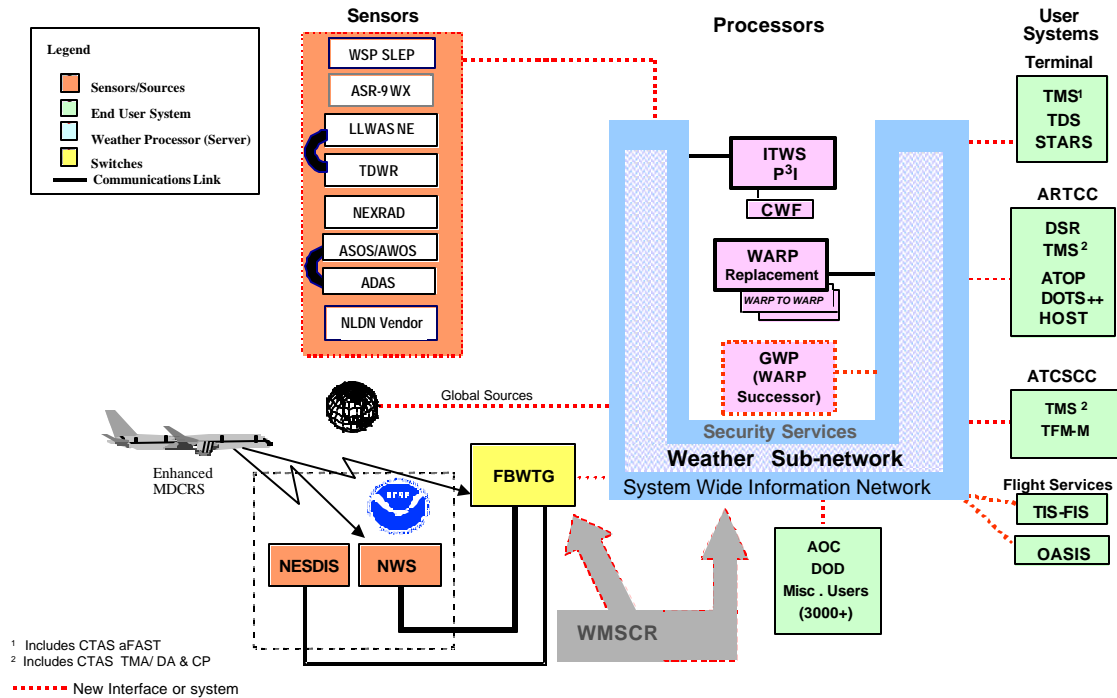 Sensors
Processors
User
Systems
Legend
Sensors/Sources
End User System
Weather Processor (Server)
Switches
Communications Link
WSP SLEP
ASR-9 WX
LLWAS NE
TDWR
NEXRAD
ASOS/AWOS
ADAS
NLDN Vendor
ITWS
P³I
CWF
WARP
Replacement
WARP TO WARP
GWP
(WARP
Successor)
Security Services
Weather Sub-network
System Wide Information Network
Terminal
TMS¹
TDS
STARS
ARTCC
DSR
TMS ²
ATOP
DOTS++
HOST
ATCSCC
TMS ²
TFM-M
Flight Services
TIS-FIS
OASIS
Global Sources
Enhanced
MDCRS
FBWTG
NESDIS
NWS
WMSCR
AOC
DOD
Misc . Users
(3000+)
¹ Includes CTAS aFAST
² Includes CTAS TMA/ DA & CP
New Interface or system